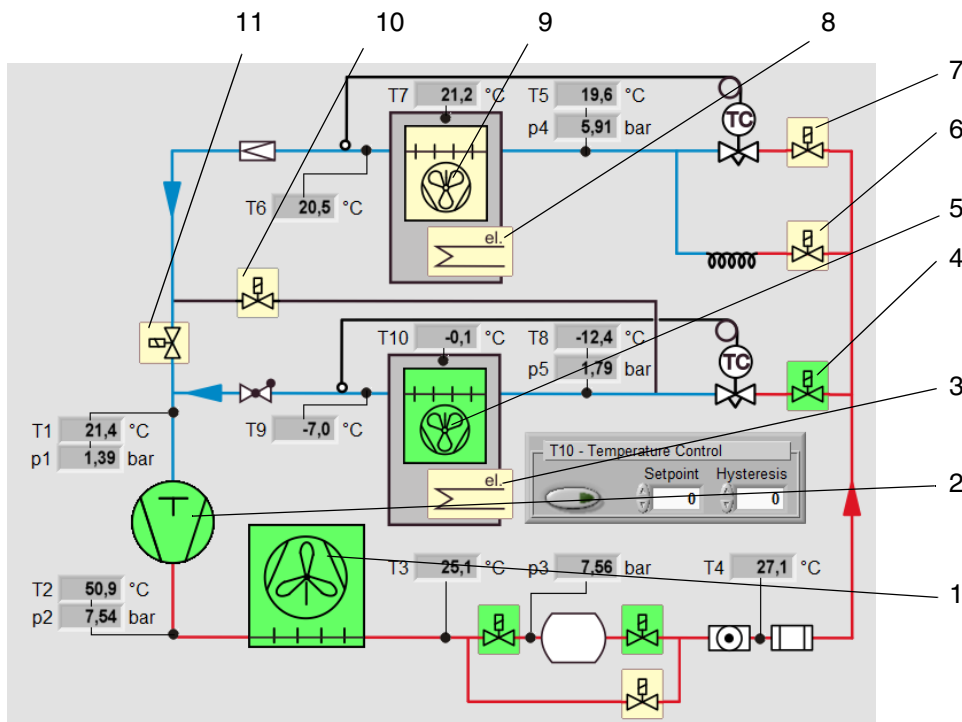 11 10 9 8
7
6
5
4
3
2
1
T7 21,2 °C T5 19,6 °C
p4 5,91 bar
TC
T6 20,5 °C
el.
T10 -0,1 °C T8 -12,4 °C
p5 1,79 bar
TC
T9 -7,0 °C
T1 21,4 °C
p1 1,39 bar
el.
T10 - Temperature Control
Setpoint Hysteresis
0 0
T2 50,9 °C
p2 7,54 bar
T3 25,1 °C p3 7,56 bar T4 27,1 °C